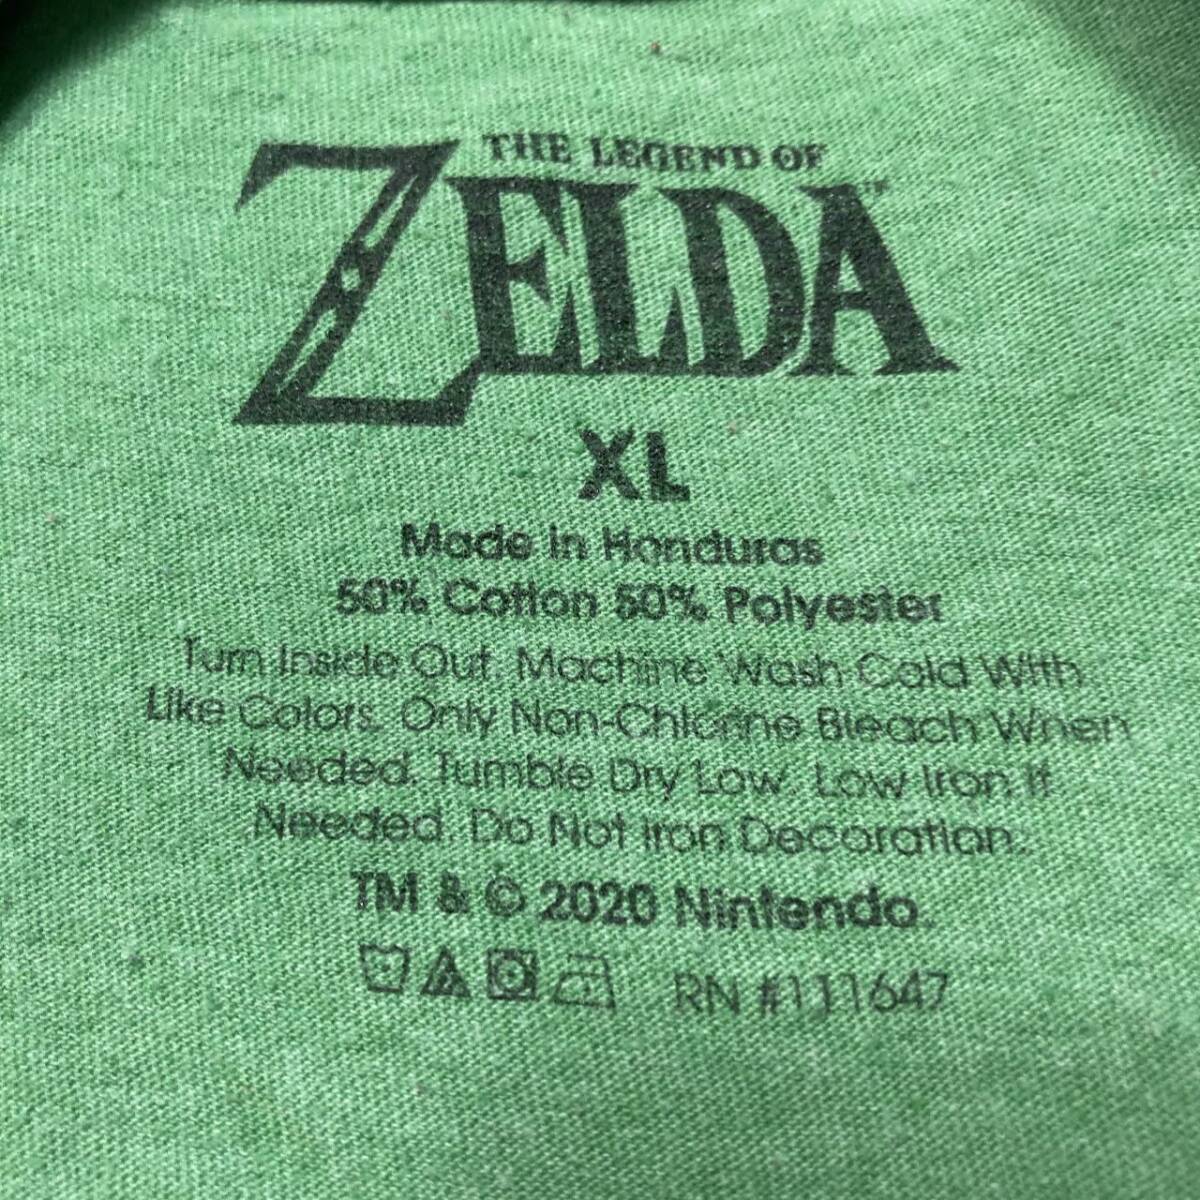 THE LEGEND OF
ZELDA™
XL
Made in Honduras
50% Cotton 50% Polyester
Turn Inside Out. Machine Wash Cold With
Like Colors. Only Non-Chlorine Bleach When
Needed. Tumble Dry Low. Low Iron If
Needed. Do Not Iron Decoration.
TM & © 2020 Nintendo.
RN #111647